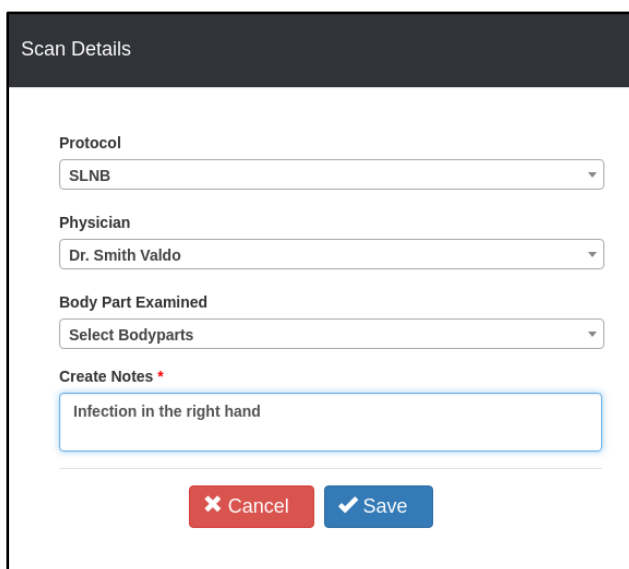 Scan Details
Protocol
SLNB
Physician
Dr. Smith Valdo
Body Part Examined
Select Bodyparts
Create Notes *
Infection in the right hand
Cancel
Save